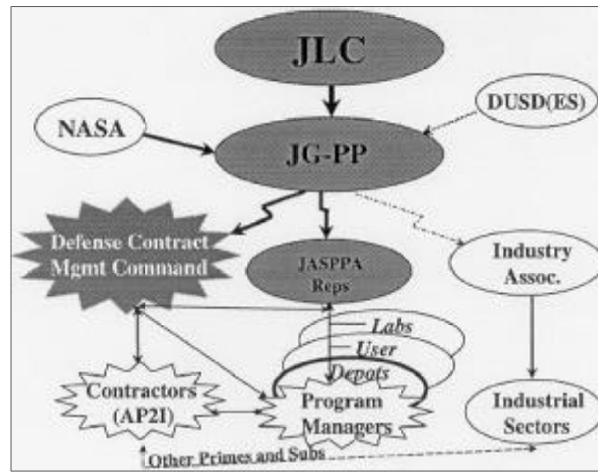 JLC
DUSD(ES)
NASA
JG-PP
Defense Contract
Mgmt Command
JASPPA
Reps
Industry
Assoc.
Labs
User
Depots
Contractors
(AP2I)
Program
Managers
Industrial
Sectors
Other Primes and Subs